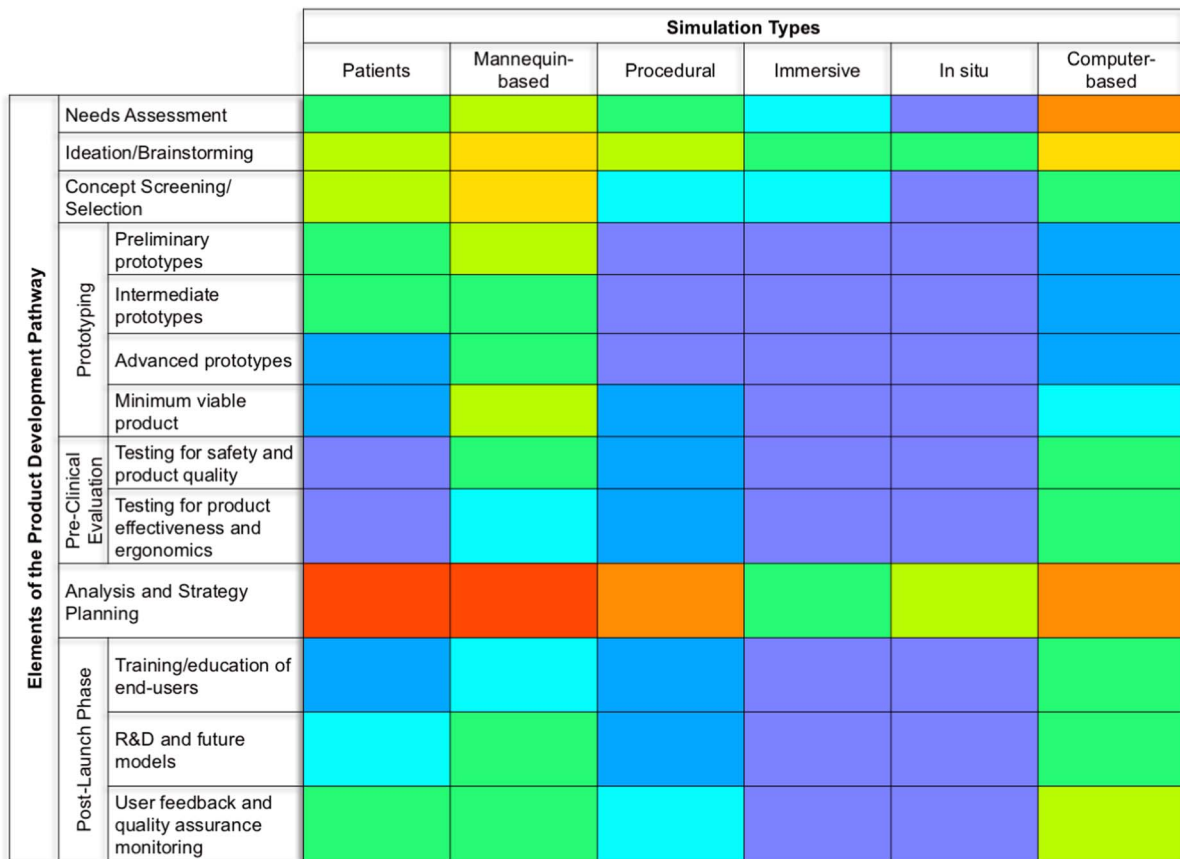 Simulation Types
Patients
Mannequin-
based
Procedural
Immersive
In situ
Computer-
based
Elements of the Product Development Pathway
Needs Assessment
Ideation/Brainstorming
Concept Screening/
Selection
Prototyping
Preliminary
prototypes
Intermediate
prototypes
Advanced prototypes
Minimum viable
product
Pre-Clinical
Evaluation
Testing for safety and
product quality
Testing for product
effectiveness and
ergonomics
Analysis and Strategy
Planning
Post-Launch Phase
Training/education of
end-users
R&D and future
models
User feedback and
quality assurance
monitoring